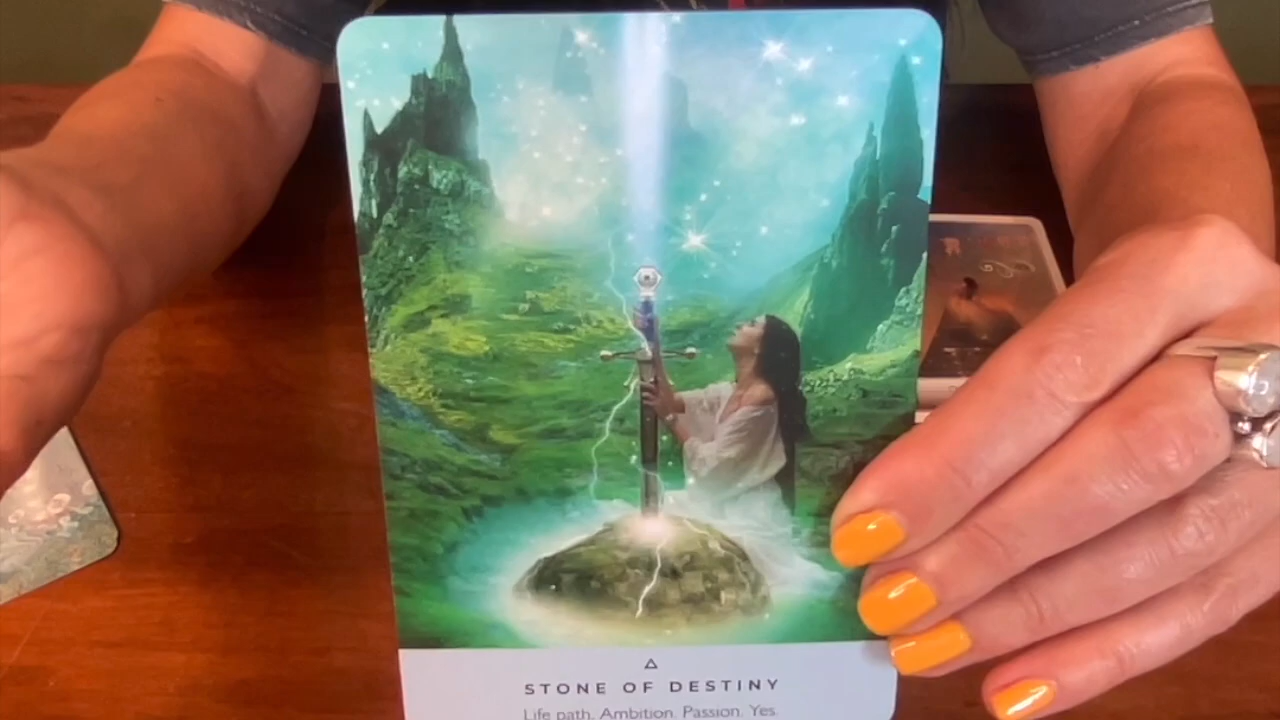 STONE OF DESTINY
Life path. Ambition. Passion. Yes.